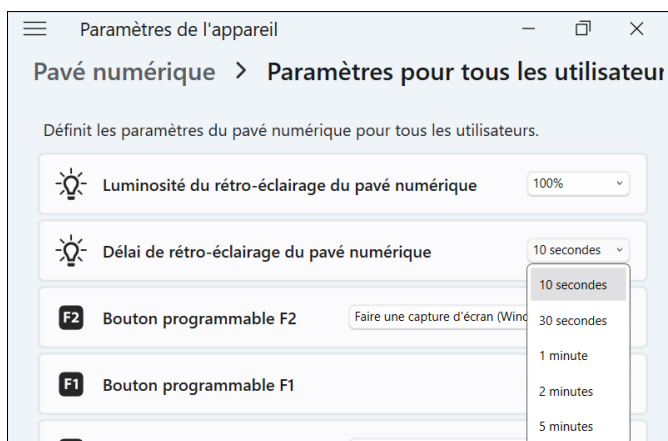 Paramètres de l'appareil
Pavé numérique > Paramètres pour tous les utilisateur
Définit les paramètres du pavé numérique pour tous les utilisateurs.
Luminosité du rétro-éclairage du pavé numérique 100%
Délai de rétro-éclairage du pavé numérique 10 secondes
10 secondes
F2 Bouton programmable F2 Faire une capture d'écran (Winc
30 secondes
1 minute
F1 Bouton programmable F1
2 minutes
5 minutes